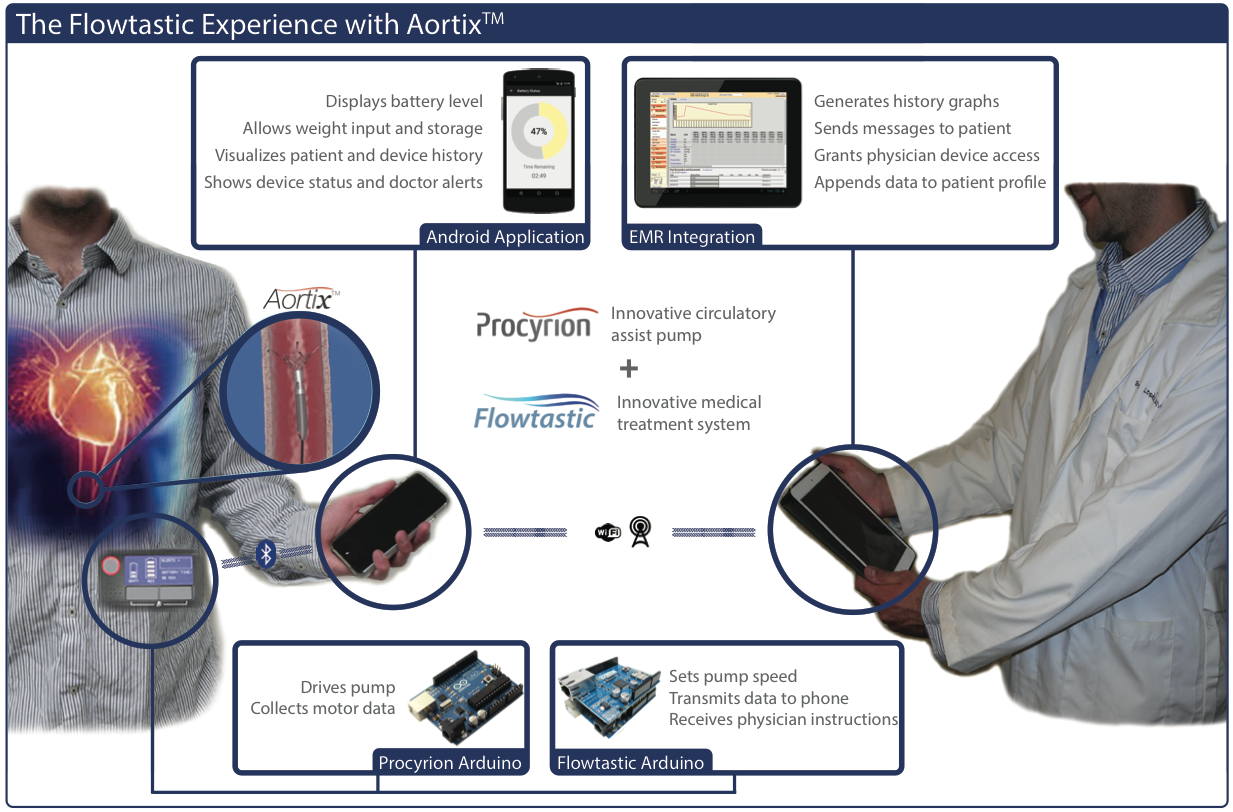 The Flowtastic Experience with Aortix™
Displays battery level
Allows weight input and storage
Visualizes patient and device history
Shows device status and doctor alerts
Battery Status
47%
Time Remaining
02:49
Android Application
Generates history graphs
Sends messages to patient
Grants physician device access
Appends data to patient profile
EMR Integration
Aortix™
Procyrion
Innovative circulatory
assist pump
+
Flowtastic
Innovative medical
treatment system
WiFi
Drives pump
Collects motor data
Procyrion Arduino
Sets pump speed
Transmits data to phone
Receives physician instructions
Flowtastic Arduino